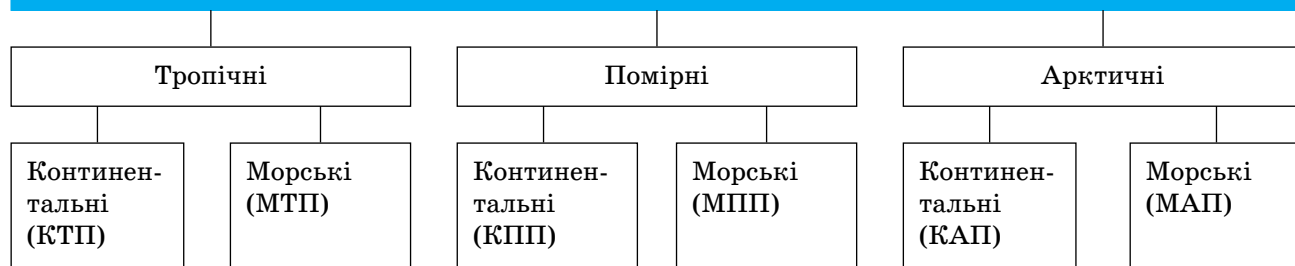 Тропічні
Помірні
Арктичні
Континен-
тальні
(КТП)
Морські
(МТП)
Континен-
тальні
(КПП)
Морські
(МПП)
Континен-
тальні
(КАП)
Морські
(МАП)